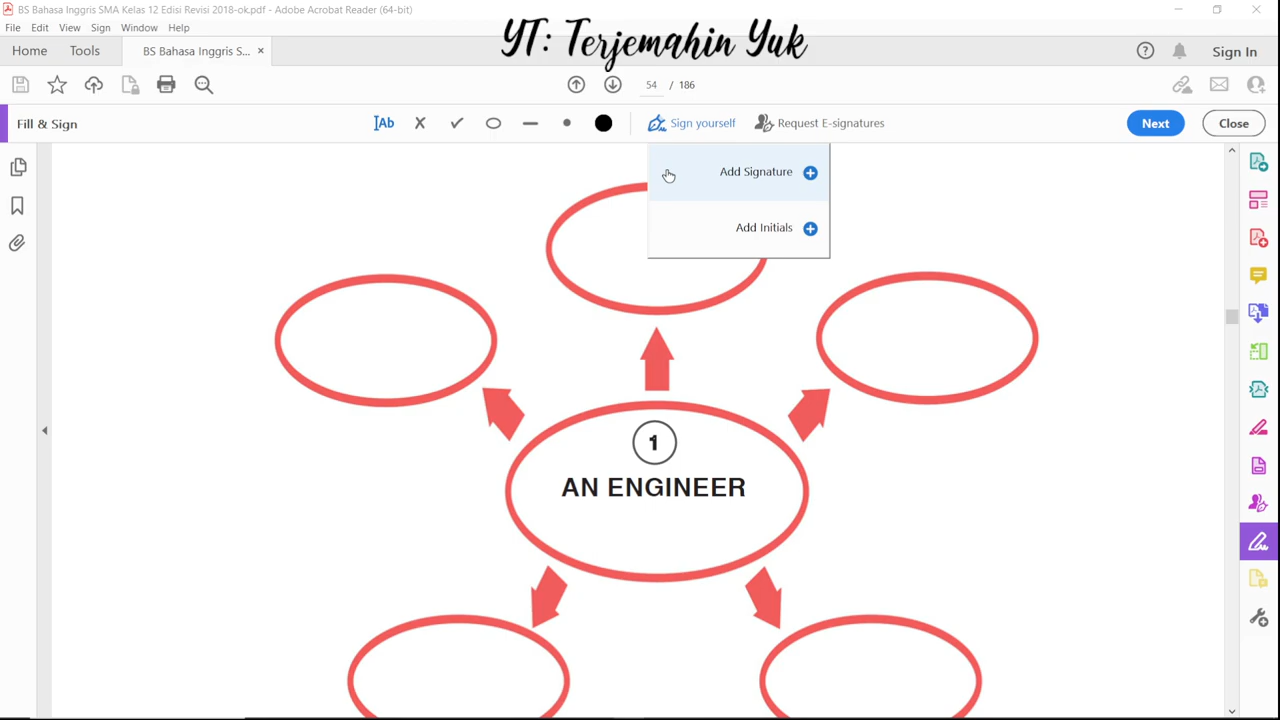 BS Bahasa Inggris SMA Kelas 12 Edisi Revisi 2018-ok.pdf - Adobe Acrobat Reader (64-bit)
File Edit View Sign Window Help
YT: Terjemahin Yuk
Home Tools BS Bahasa Inggris S... × Sign In
54 / 186
Fill & Sign
Ab
Sign yourself
Request E-signatures
Next
Close
Add Signature
Add Initials
1
AN ENGINEER